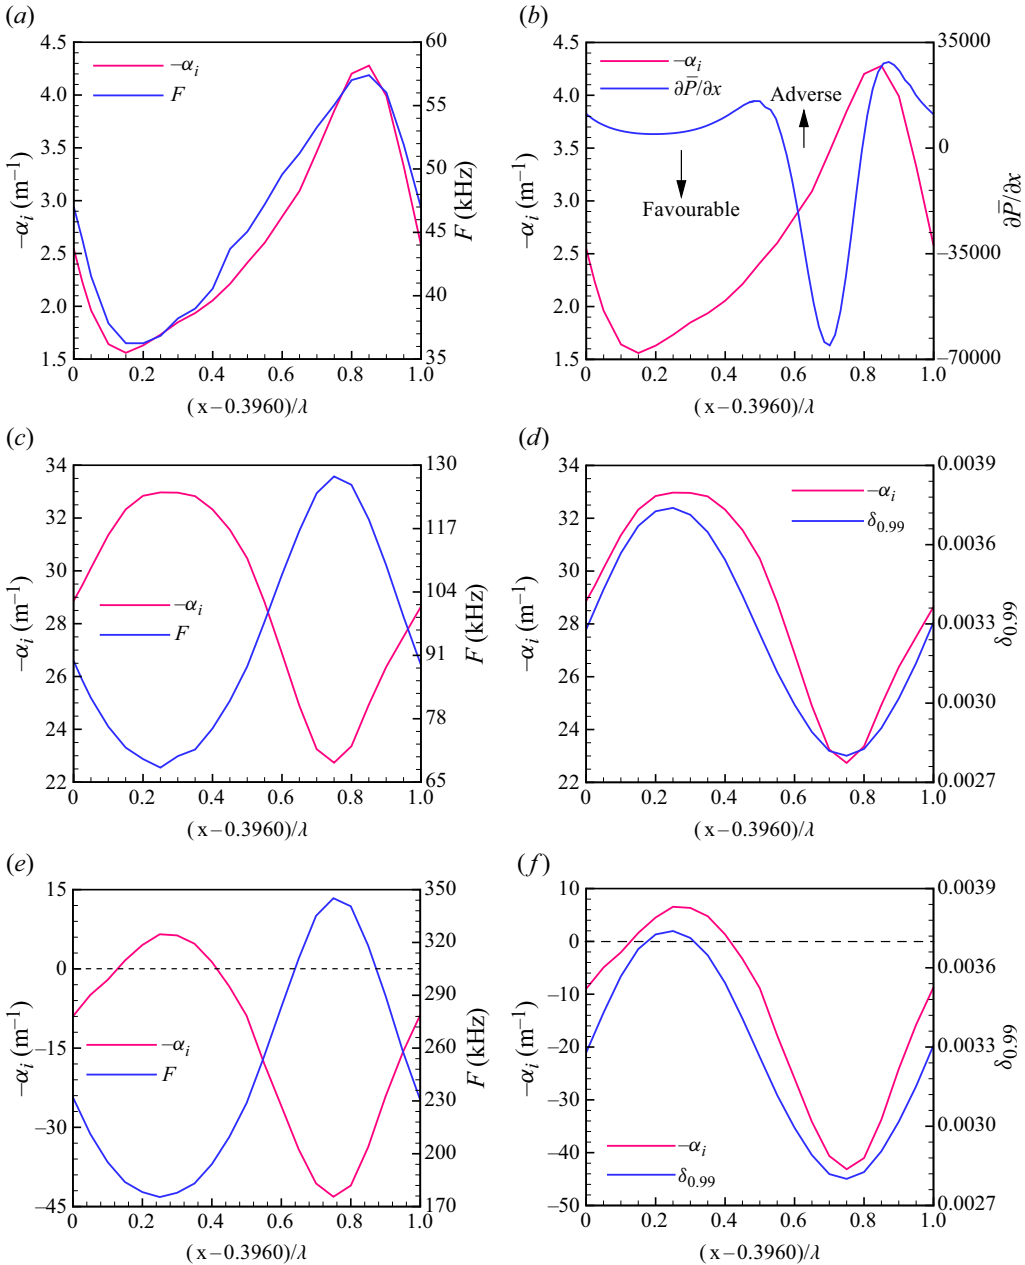 (a)
4.5
4.0
3.5
3.0
2.5
2.0
1.5
−αᵢ (m⁻¹)
−αᵢ
F
60
55
50
45
40
35
F (kHz)
0
0.2
0.4
0.6
0.8
1.0
(x−0.3960)/λ
(b)
4.5
4.0
3.5
3.0
2.5
2.0
1.5
−αᵢ (m⁻¹)
−αᵢ
∂P̅/∂x
Adverse
Favourable
35000
0
−35000
−70000
∂P̅/∂x
0
0.2
0.4
0.6
0.8
1.0
(x−0.3960)/λ
(c)
34
32
30
28
26
24
22
−αᵢ (m⁻¹)
−αᵢ
F
130
117
104
91
78
65
F (kHz)
0
0.2
0.4
0.6
0.8
1.0
(x−0.3960)/λ
(d)
34
32
30
28
26
24
22
−αᵢ (m⁻¹)
−αᵢ
δ₀.₉₉
0.0039
0.0036
0.0033
0.0030
0.0027
δ₀.₉₉
0
0.2
0.4
0.6
0.8
1.0
(x−0.3960)/λ
(e)
15
0
−15
−30
−45
−αᵢ (m⁻¹)
−αᵢ
F
350
320
290
260
230
200
170
F (kHz)
0
0.2
0.4
0.6
0.8
1.0
(x−0.3960)/λ
(f)
10
0
−10
−20
−30
−40
−50
−αᵢ (m⁻¹)
−αᵢ
δ₀.₉₉
0.0039
0.0036
0.0033
0.0030
0.0027
δ₀.₉₉
0
0.2
0.4
0.6
0.8
1.0
(x−0.3960)/λ